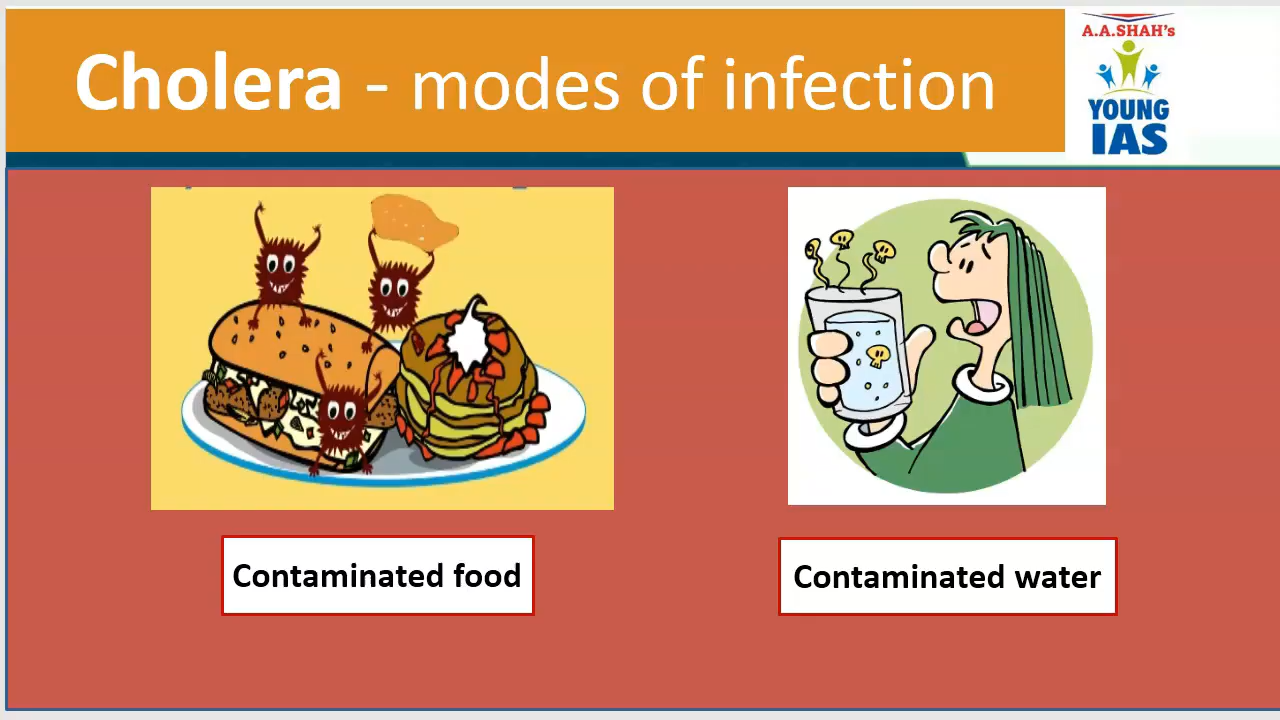 Cholera - modes of infection
A.A.SHAH's
YOUNG
IAS
Contaminated food
Contaminated water